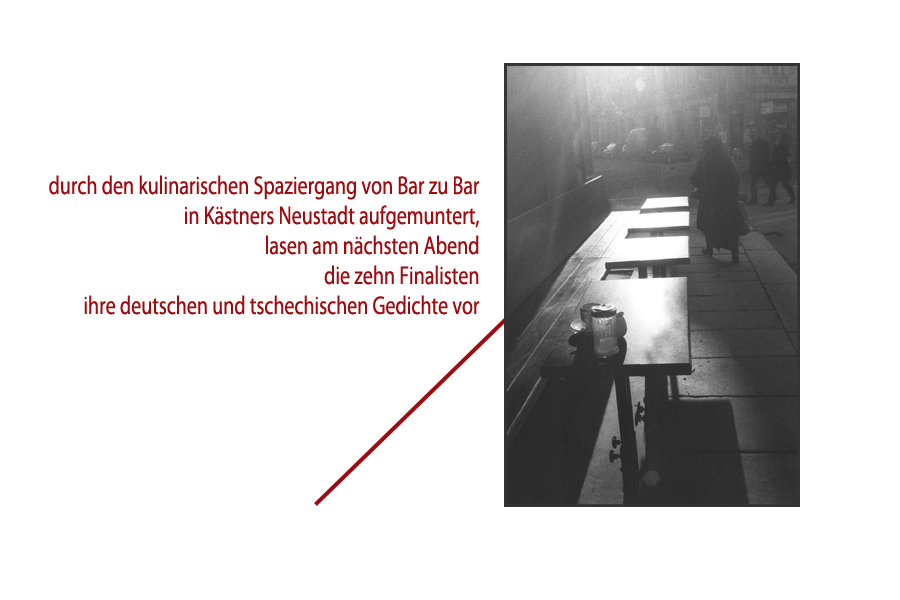 durch den kulinarischen Spaziergang von Bar zu Bar
in Kästners Neustadt aufgemuntert,
lasen am nächsten Abend
die zehn Finalisten
ihre deutschen und tschechischen Gedichte vor